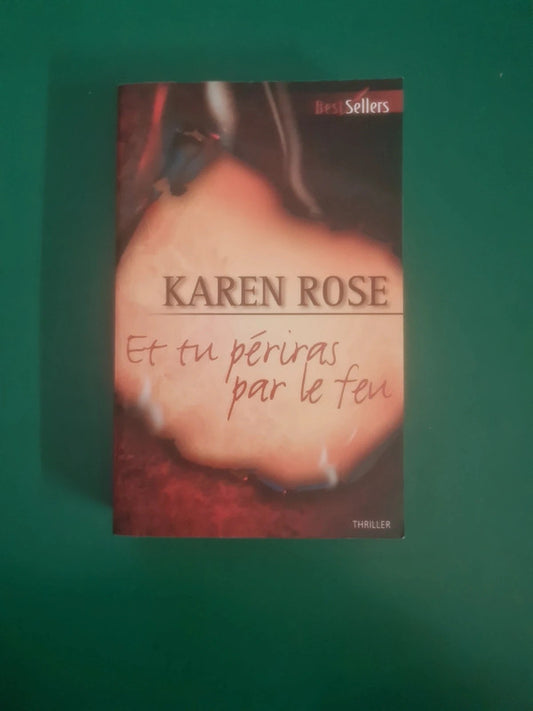 BestSellers
KAREN ROSE
Et tu périras
par le feu
THRILLER